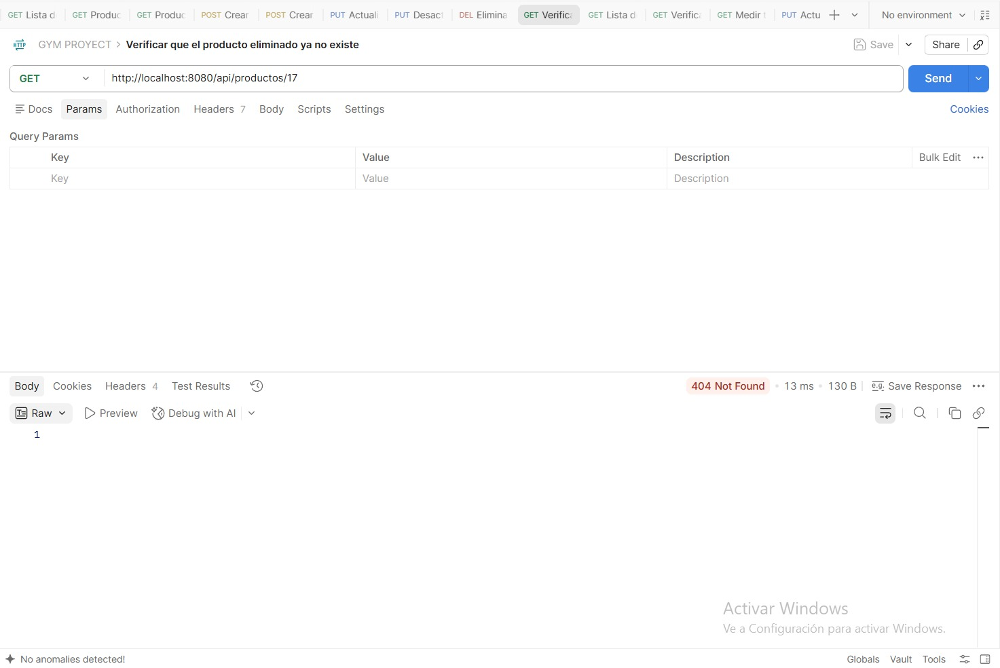 GET Lista d GET Produc GET Produc POST Crear POST Crear PUT Actuali PUT Desact DEL Elimina GET Verifica GET Lista d GET Verifica GET Medir t PUT Actu No environment
GYM PROYECT > Verificar que el producto eliminado ya no existe Save Share
GET http://localhost:8080/api/productos/17 Send
Docs Params Authorization Headers 7 Body Scripts Settings Cookies
Query Params
Key Value Description Bulk Edit
Key Value Description
Body Cookies Headers 4 Test Results 404 Not Found • 13 ms • 130 B e.g. Save Response
Raw Preview Debug with AI
1
Activar Windows
Ve a Configuración para activar Windows.
No anomalies detected! Globals Vault Tools